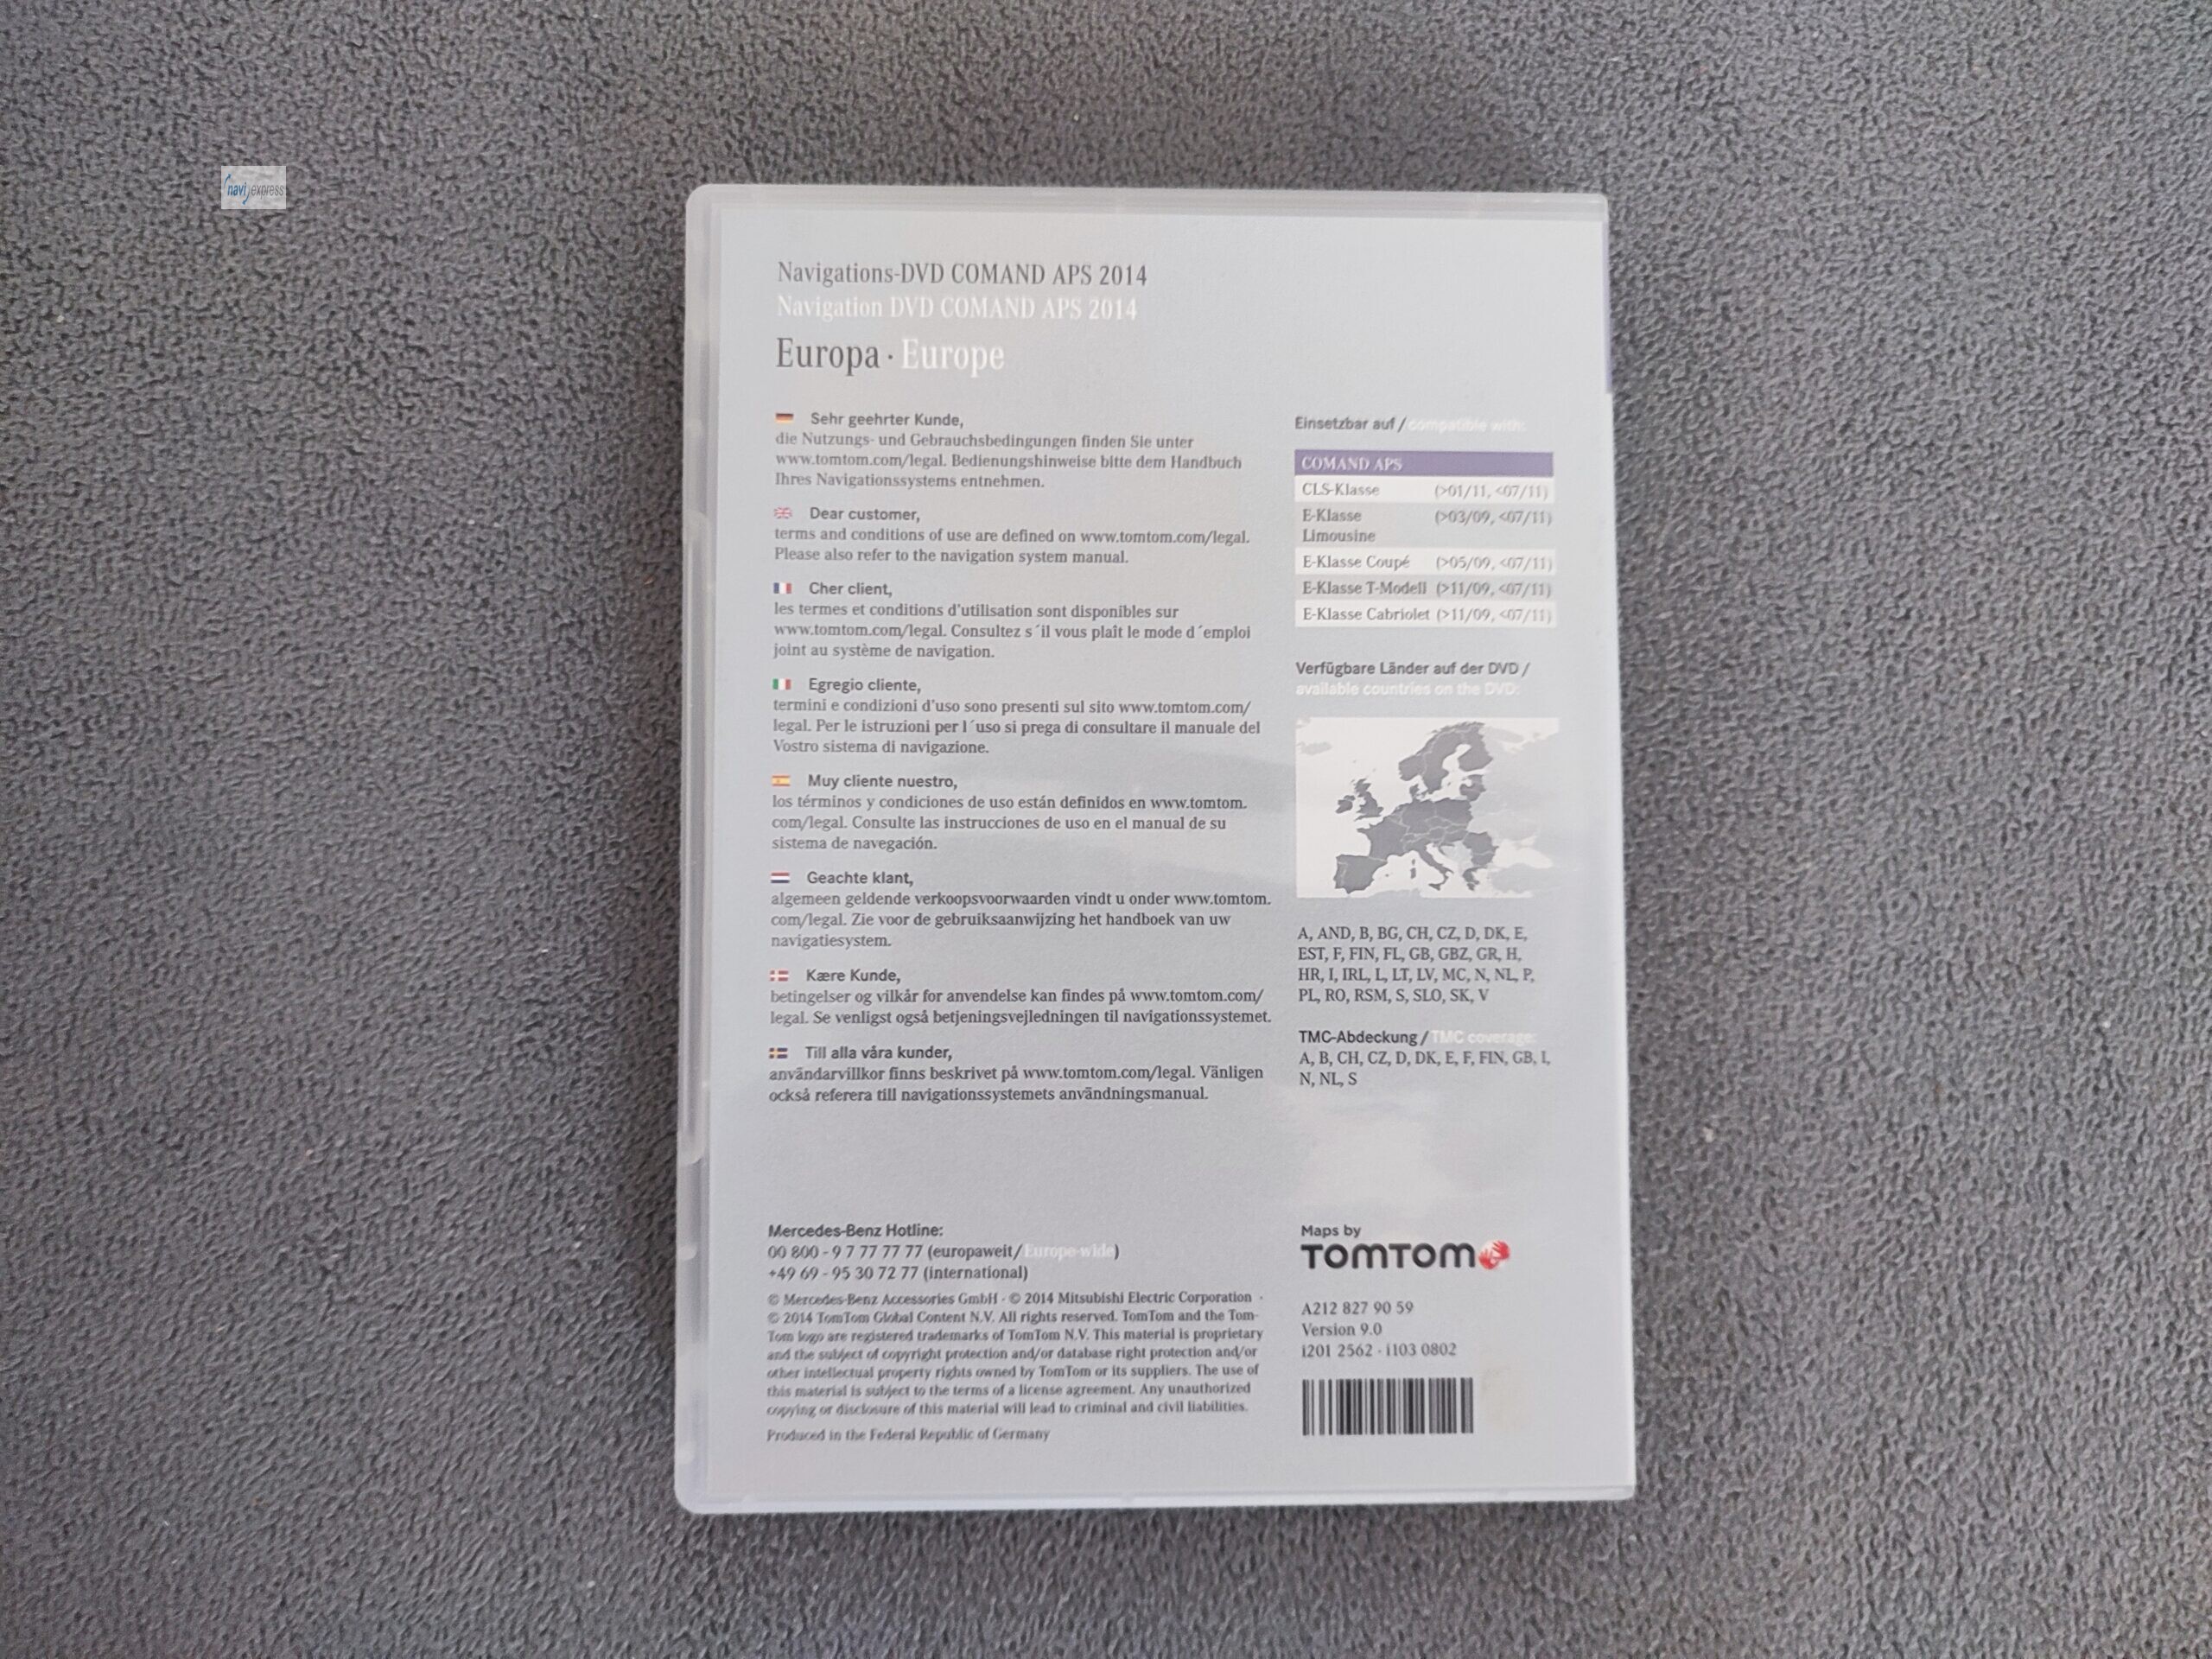 navi express
Navigations-DVD COMAND APS 2014
Navigation DVD COMAND APS 2014
Europa · Europe
Sehr geehrter Kunde,
die Nutzungs- und Gebrauchsbedingungen finden Sie unter
www.tomtom.com/legal. Bedienungshinweise bitte dem Handbuch
Ihres Navigationssystems entnehmen.
Dear customer,
terms and conditions of use are defined on www.tomtom.com/legal.
Please also refer to the navigation system manual.
Cher client,
les termes et conditions d'utilisation sont disponibles sur
www.tomtom.com/legal. Consultez s´il vous plaît le mode d´emploi
joint au système de navigation.
Egregio cliente,
termini e condizioni d'uso sono presenti sul sito www.tomtom.com/
legal. Per le istruzioni per l´uso si prega di consultare il manuale del
Vostro sistema di navigazione.
Muy cliente nuestro,
los términos y condiciones de uso están definidos en www.tomtom.
com/legal. Consulte las instrucciones de uso en el manual de su
sistema de navegación.
Geachte klant,
algemeen geldende verkoopsvoorwaarden vindt u onder www.tomtom.
com/legal. Zie voor de gebruiksaanwijzing het handboek van uw
navigatiesystem.
Kære Kunde,
betingelser og vilkår for anvendelse kan findes på www.tomtom.com/
legal. Se venligst også betjeningsvejledningen til navigationssystemet.
Till alla våra kunder,
användarvillkor finns beskrivet på www.tomtom.com/legal. Vänligen
också referera till navigationssystemets användningsmanual.
Mercedes-Benz Hotline:
00 800 - 9 7 77 77 77 (europaweit/Europe-wide)
+49 69 - 95 30 72 77 (international)
© Mercedes-Benz Accessories GmbH · © 2014 Mitsubishi Electric Corporation ·
© 2014 TomTom Global Content N.V. All rights reserved. TomTom and the Tom-
Tom logo are registered trademarks of TomTom N.V. This material is proprietary
and the subject of copyright protection and/or database right protection and/or
other intellectual property rights owned by TomTom or its suppliers. The use of
this material is subject to the terms of a license agreement. Any unauthorized
copying or disclosure of this material will lead to criminal and civil liabilities.
Produced in the Federal Republic of Germany
Einsetzbar auf / compatible with:
COMAND APS
CLS-Klasse (>01/11, <07/11)
E-Klasse (>03/09, <07/11)
Limousine
E-Klasse Coupé (>05/09, <07/11)
E-Klasse T-Modell (>11/09, <07/11)
E-Klasse Cabriolet (>11/09, <07/11)
Verfügbare Länder auf der DVD /
available countries on the DVD:
A, AND, B, BG, CH, CZ, D, DK, E,
EST, F, FIN, FL, GB, GBZ, GR, H,
HR, I, IRL, L, LT, LV, MC, N, NL, P,
PL, RO, RSM, S, SLO, SK, V
TMC-Abdeckung / TMC coverage:
A, B, CH, CZ, D, DK, E, F, FIN, GB, I,
N, NL, S
Maps by
TOMTOM
A212 827 90 59
Version 9.0
i201 2562 · i103 0802